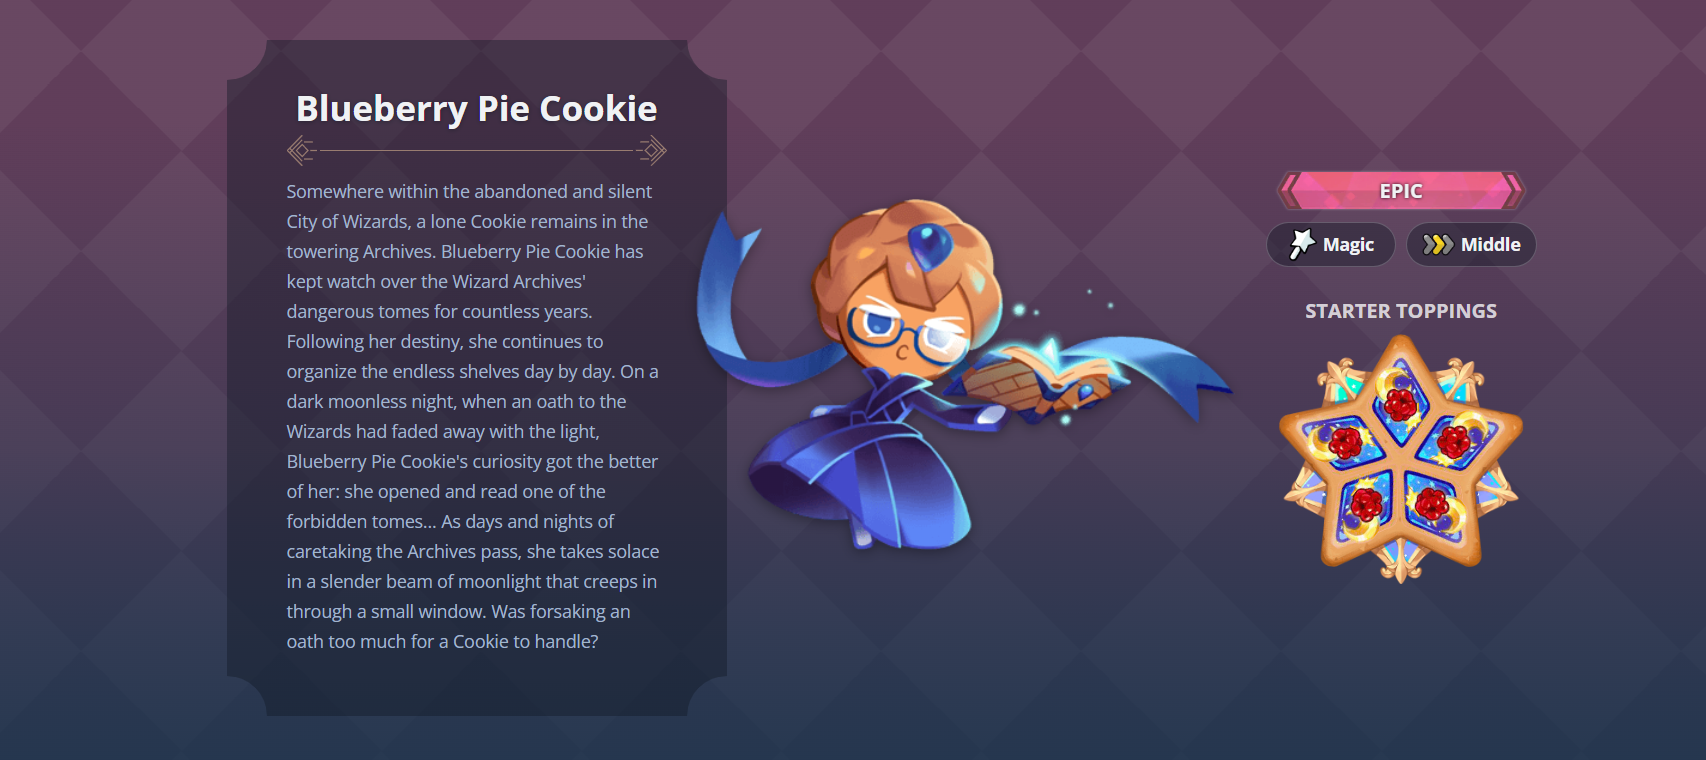 Blueberry Pie Cookie
Somewhere within the abandoned and silent
City of Wizards, a lone Cookie remains in the
towering Archives. Blueberry Pie Cookie has
kept watch over the Wizard Archives'
dangerous tomes for countless years.
Following her destiny, she continues to
organize the endless shelves day by day. On a
dark moonless night, when an oath to the
Wizards had faded away with the light,
Blueberry Pie Cookie's curiosity got the better
of her: she opened and read one of the
forbidden tomes... As days and nights of
caretaking the Archives pass, she takes solace
in a slender beam of moonlight that creeps in
through a small window. Was forsaking an
oath too much for a Cookie to handle?
EPIC
Magic
Middle
STARTER TOPPINGS